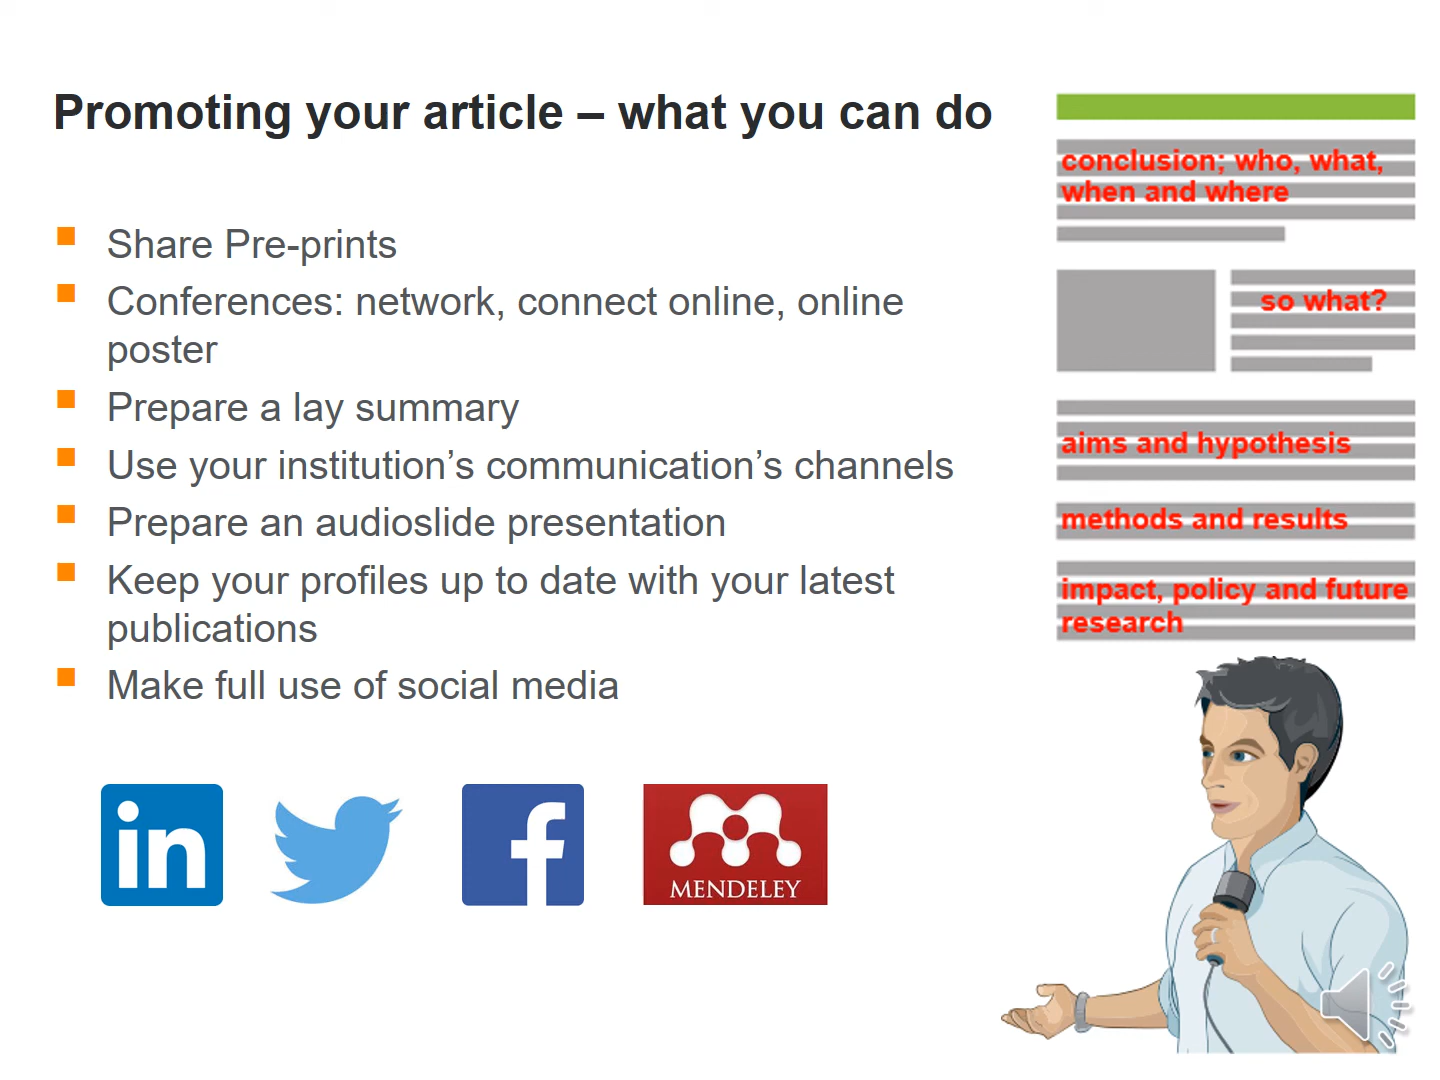 Promoting your article – what you can do
Share Pre-prints
Conferences: network, connect online, online
poster
Prepare a lay summary
Use your institution’s communication’s channels
Prepare an audioslide presentation
Keep your profiles up to date with your latest
publications
Make full use of social media
in
f
MENDELEY
conclusion; who, what,
when and where
so what?
aims and hypothesis
methods and results
impact, policy and future
research